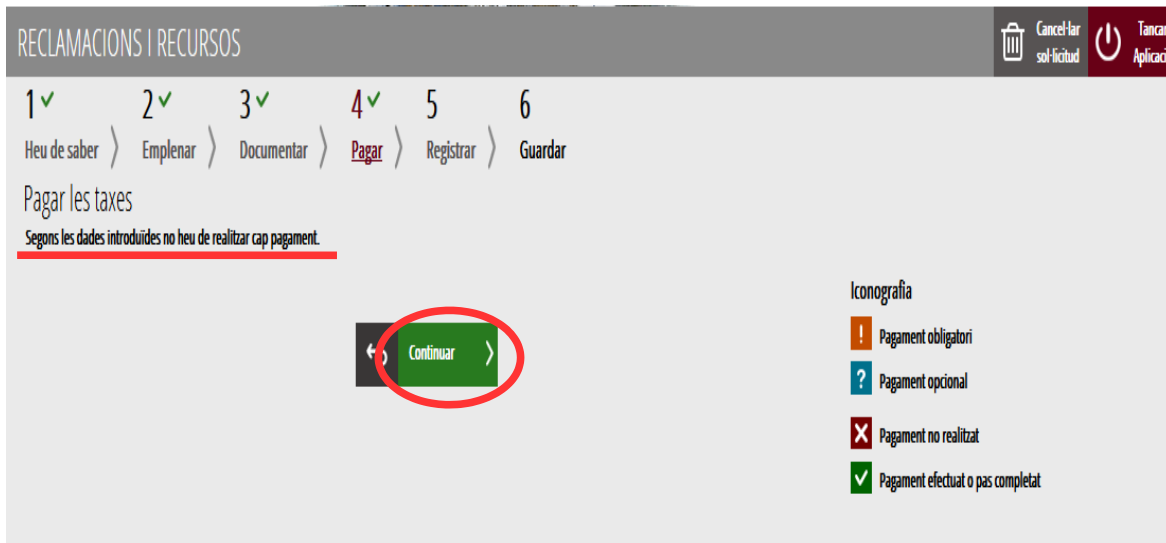 RECLAMACIONS I RECURSOS
Cancel·lar
sol·licitud
Tancar
Aplicaci
1 2 3 4 5 6
Heu de saber Emplenar Documentar Pagar Registrar Guardar
Pagar les taxes
Segons les dades introduïdes no heu de realitzar cap pagament.
Continuar
Iconografia
! Pagament obligatori
? Pagament opcional
Pagament no realitzat
Pagament efectuat o pas completat